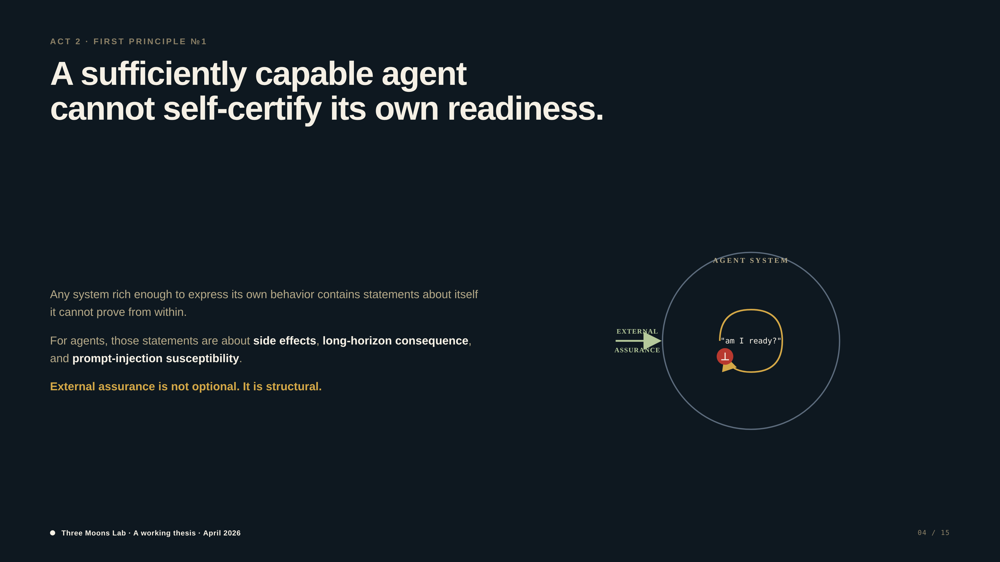 ACT 2 · FIRST PRINCIPLE №1
A sufficiently capable agent
cannot self-certify its own readiness.
Any system rich enough to express its own behavior contains statements about itself
it cannot prove from within.
For agents, those statements are about side effects, long-horizon consequence,
and prompt-injection susceptibility.
External assurance is not optional. It is structural.
AGENT SYSTEM
EXTERNAL
ASSURANCE
"am I ready?"
⊥
Three Moons Lab · A working thesis · April 2026
04 / 15